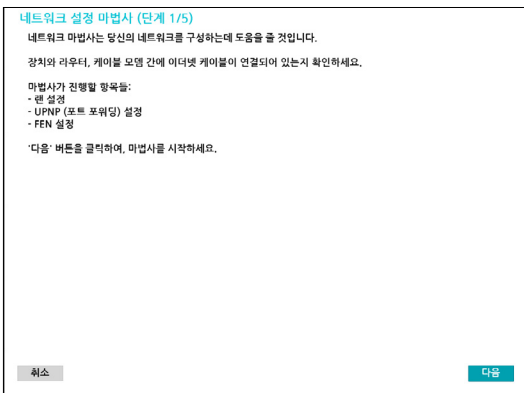 네트워크 설정 마법사 (단계 1/5)
네트워크 마법사는 당신의 네트워크를 구성하는데 도움을 줄 것입니다.
장치와 라우터, 케이블 모뎀 간에 이더넷 케이블이 연결되어 있는지 확인하세요.
마법사가 진행할 항목들:
- 랜 설정
- UPNP (포트 포워딩) 설정
- FEN 설정
'다음' 버튼을 클릭하여, 마법사를 시작하세요.
취소
다음